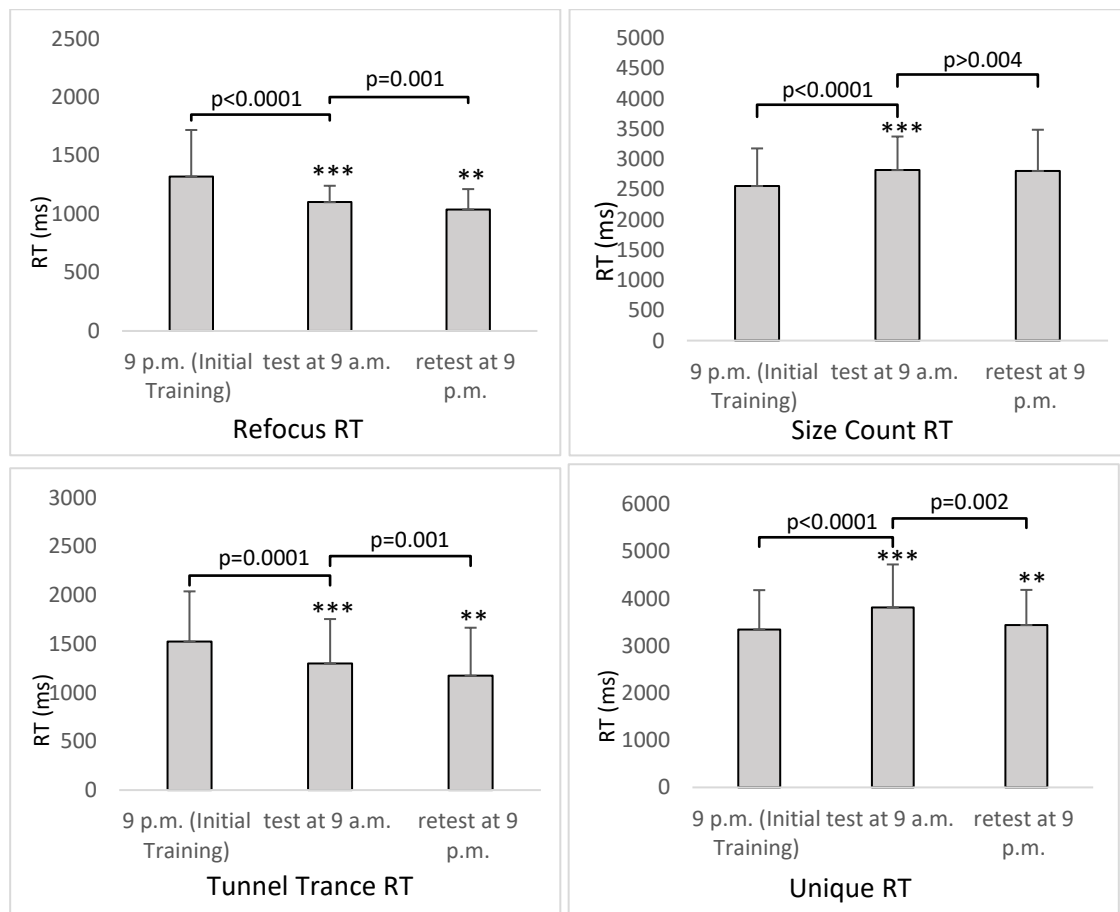 2500
2000
1500
1000
500
0
RT (ms)
p<0.0001
p=0.001
***
**
9 p.m. (Initial Training)
test at 9 a.m.
retest at 9 p.m.
Refocus RT
5000
4500
4000
3500
3000
2500
2000
1500
1000
500
0
RT (ms)
p<0.0001
p>0.004
***
9 p.m. (Initial Training)
test at 9 a.m.
retest at 9 p.m.
Size Count RT
3000
2500
2000
1500
1000
500
0
RT (ms)
p=0.0001
p=0.001
***
**
9 p.m. (Initial Training)
test at 9 a.m.
retest at 9 p.m.
Tunnel Trance RT
6000
5000
4000
3000
2000
1000
0
RT (ms)
p<0.0001
p=0.002
***
**
9 p.m. (Initial Training)
test at 9 a.m.
retest at 9 p.m.
Unique RT